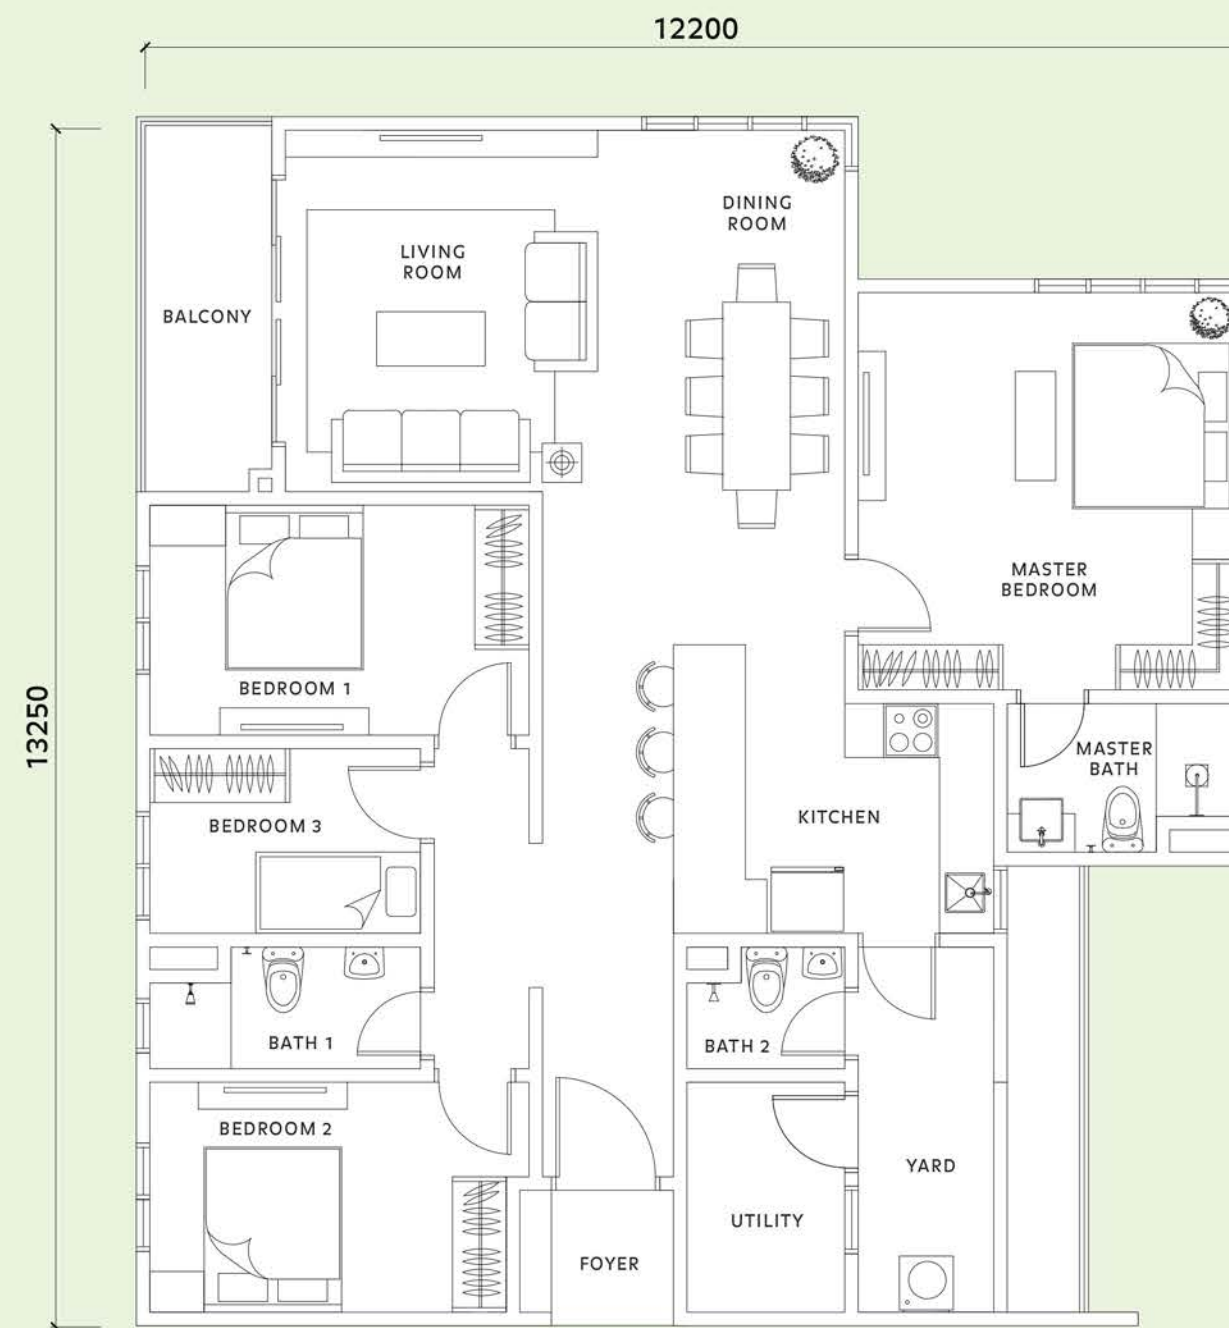 12200
DINING
ROOM
LIVING
ROOM
BALCONY
MASTER
BEDROOM
BEDROOM 1
13250
MASTER
BATH
KITCHEN
BEDROOM 3
BATH 1
BATH 2
BEDROOM 2
YARD
UTILITY
FOYER